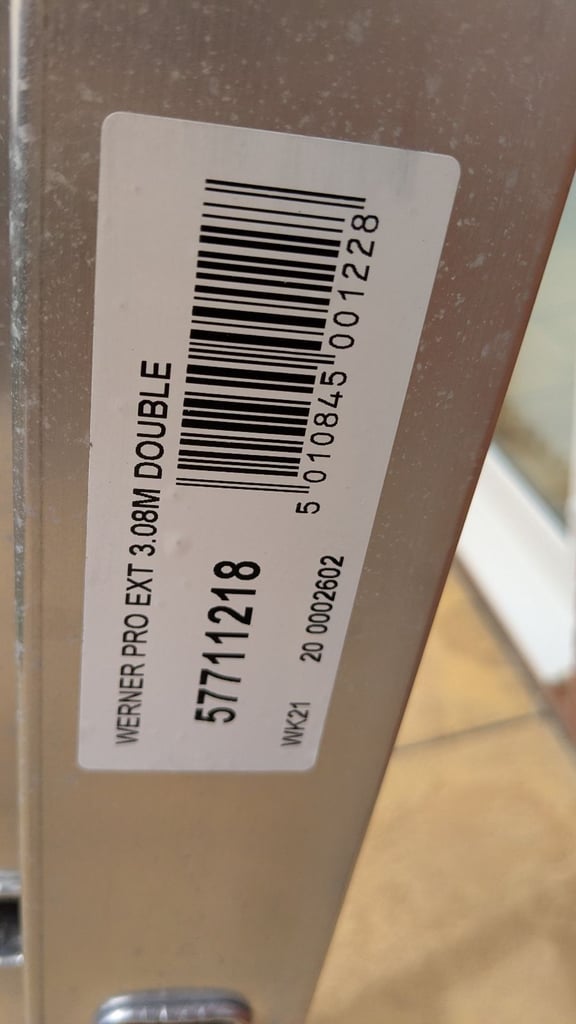 WERNER PRO EXT 3.08M DOUBLE
57711218
5 010845 001228
WK21 20 0002602